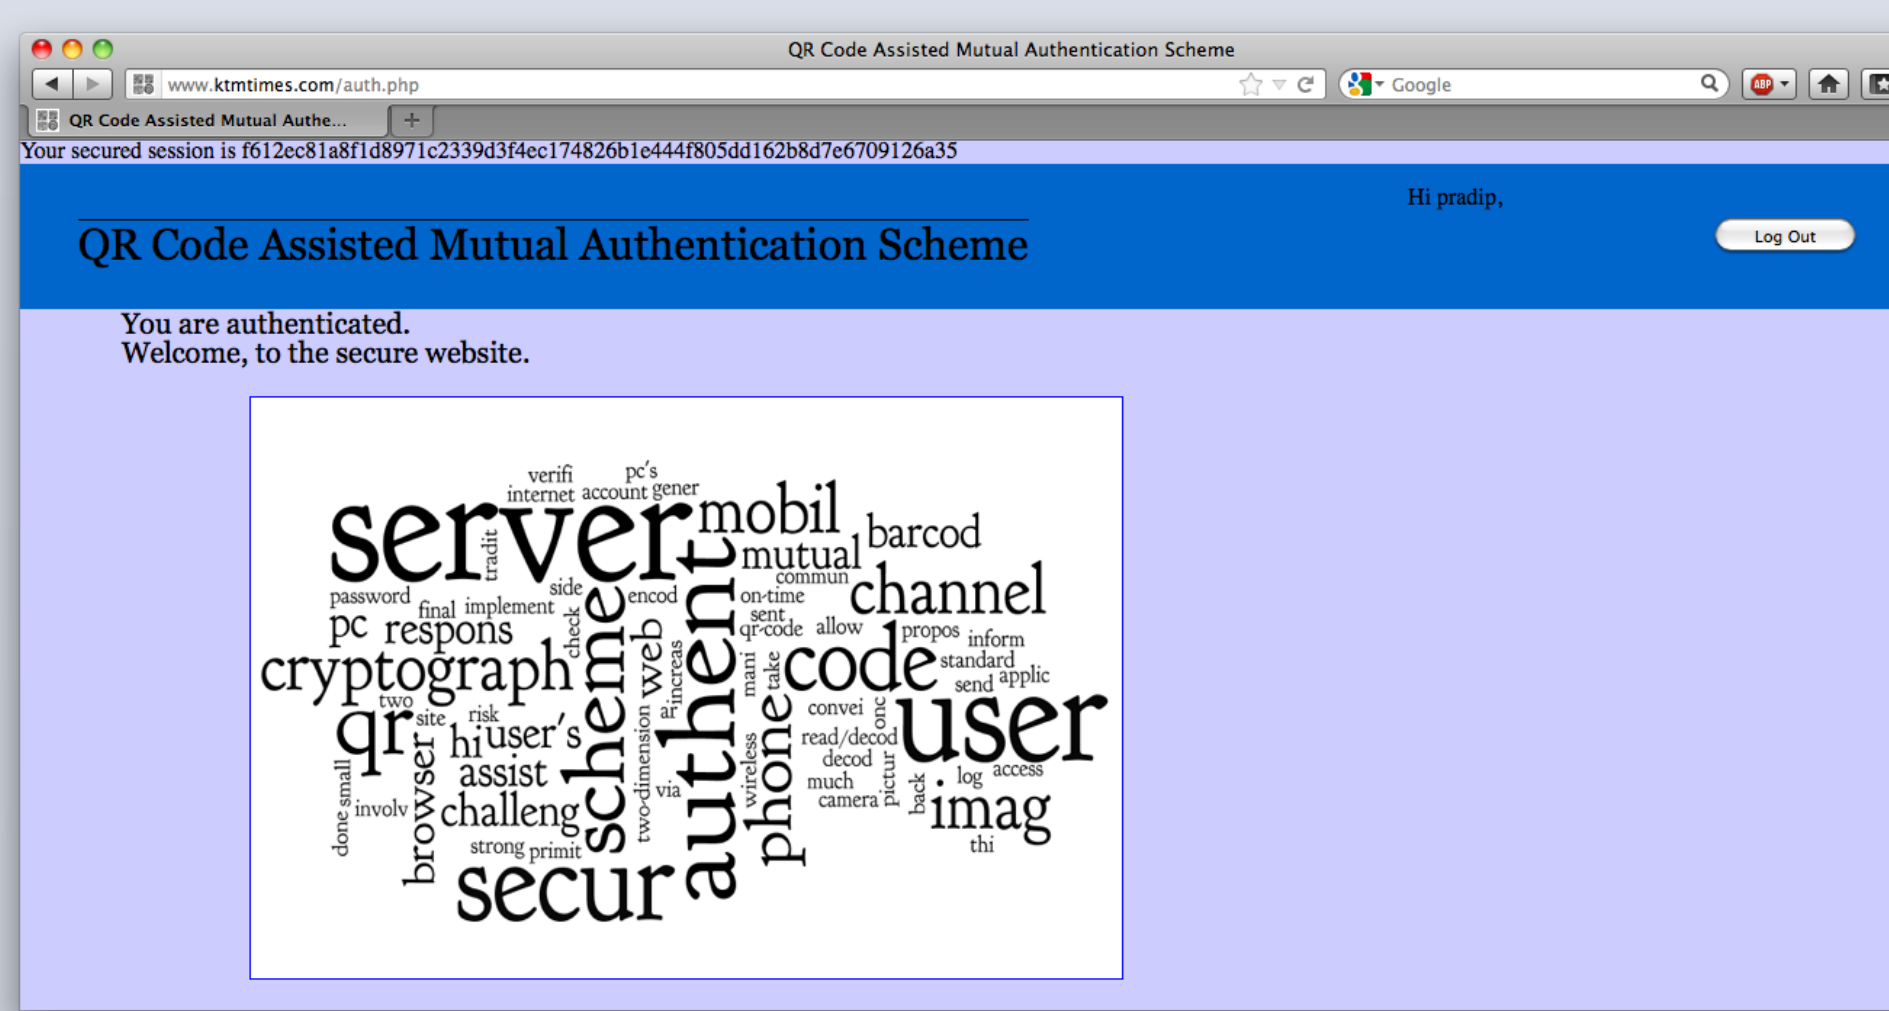 QR Code Assisted Mutual Authentication Scheme
www.ktmtimes.com/auth.php
Google
ABP
QR Code Assisted Mutual Authe...
Your secured session is f612ec81a8f1d8971c2339d3f4ec174826b1e444f805dd162b8d7e6709126a35
Hi pradip,
QR Code Assisted Mutual Authentication Scheme
Log Out
You are authenticated.
Welcome, to the secure website.
verifi
pc's
internet
account
gener
server
mobil
barcod
tradit
mutual
commun
channel
password
side
encod
on-time
final
implement
sent
pc
respons
check
qr-code
allow
propos
inform
cryptograph
scheme
web
increas
authent
mani
take
code
standard
send
applic
two
qr
site
risk
hi
user's
ar
convei
onc
user
browser
assist
two-dimension
wireless
phone
read/decod
decod
pictur
log
access
done
small
involv
challeng
via
much
camera
back
imag
thi
strong
primit
secur